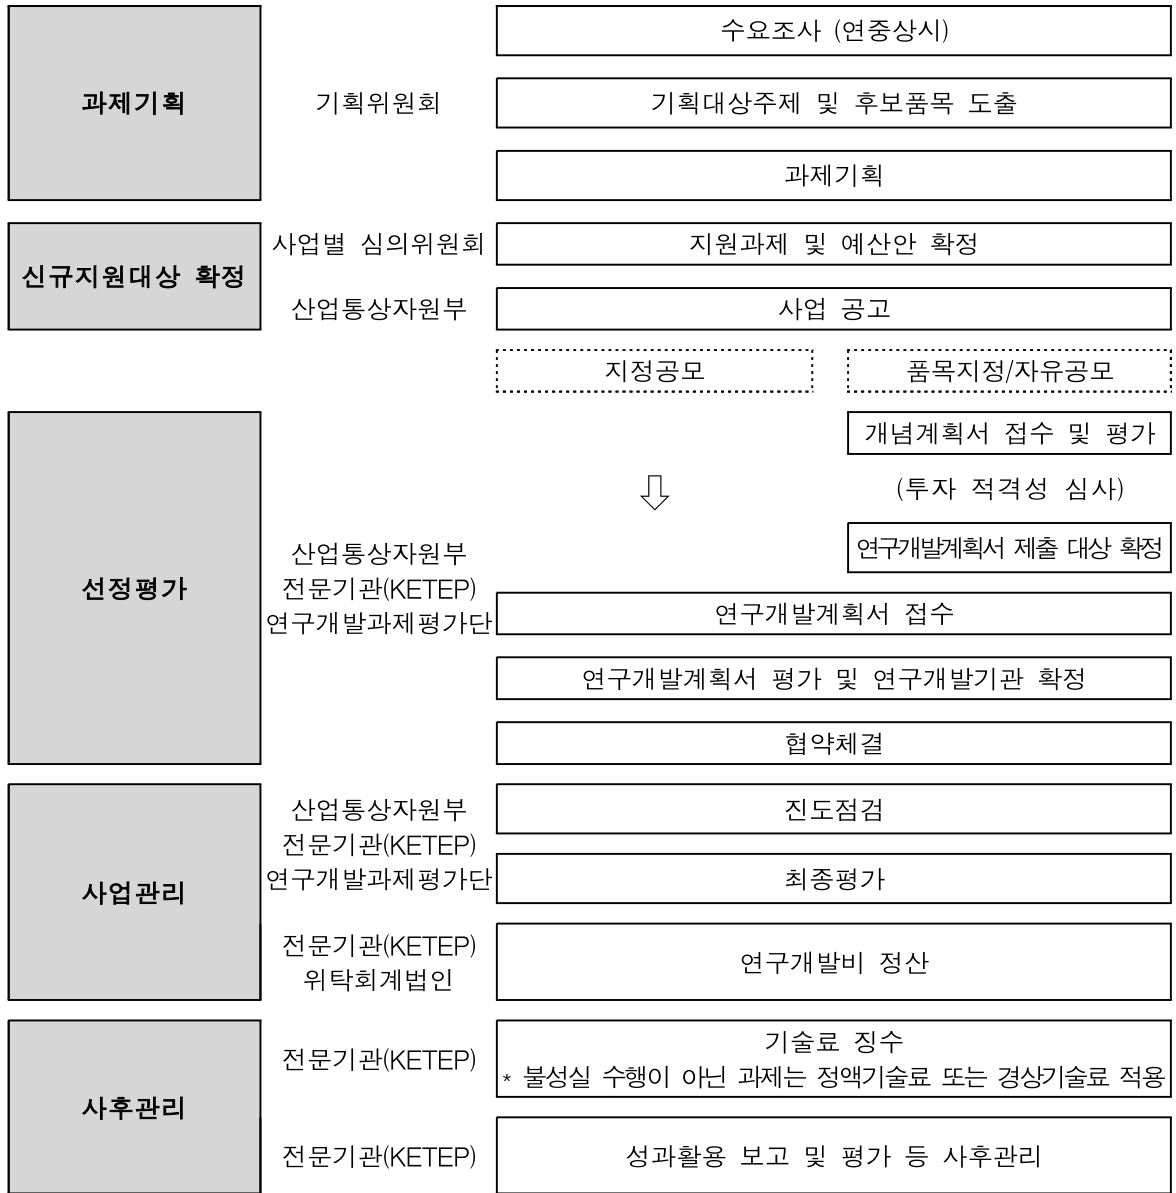 과제기획
기획위원회
수요조사 (연중상시)
기획대상주제 및 후보품목 도출
과제기획
신규지원대상 확정
사업별 심의위원회
지원과제 및 예산안 확정
산업통상자원부
사업 공고
지정공모
품목지정/자유공모
선정평가
개념계획서 접수 및 평가
(투자 적격성 심사)
연구개발계획서 제출 대상 확정
산업통상자원부
전문기관(KETEP)
연구개발과제평가단
연구개발계획서 접수
연구개발계획서 평가 및 연구개발기관 확정
협약체결
사업관리
산업통상자원부
전문기관(KETEP)
연구개발과제평가단
진도점검
최종평가
전문기관(KETEP)
위탁회계법인
연구개발비 정산
사후관리
전문기관(KETEP)
기술료 징수
* 불성실 수행이 아닌 과제는 정액기술료 또는 경상기술료 적용
전문기관(KETEP)
성과활용 보고 및 평가 등 사후관리